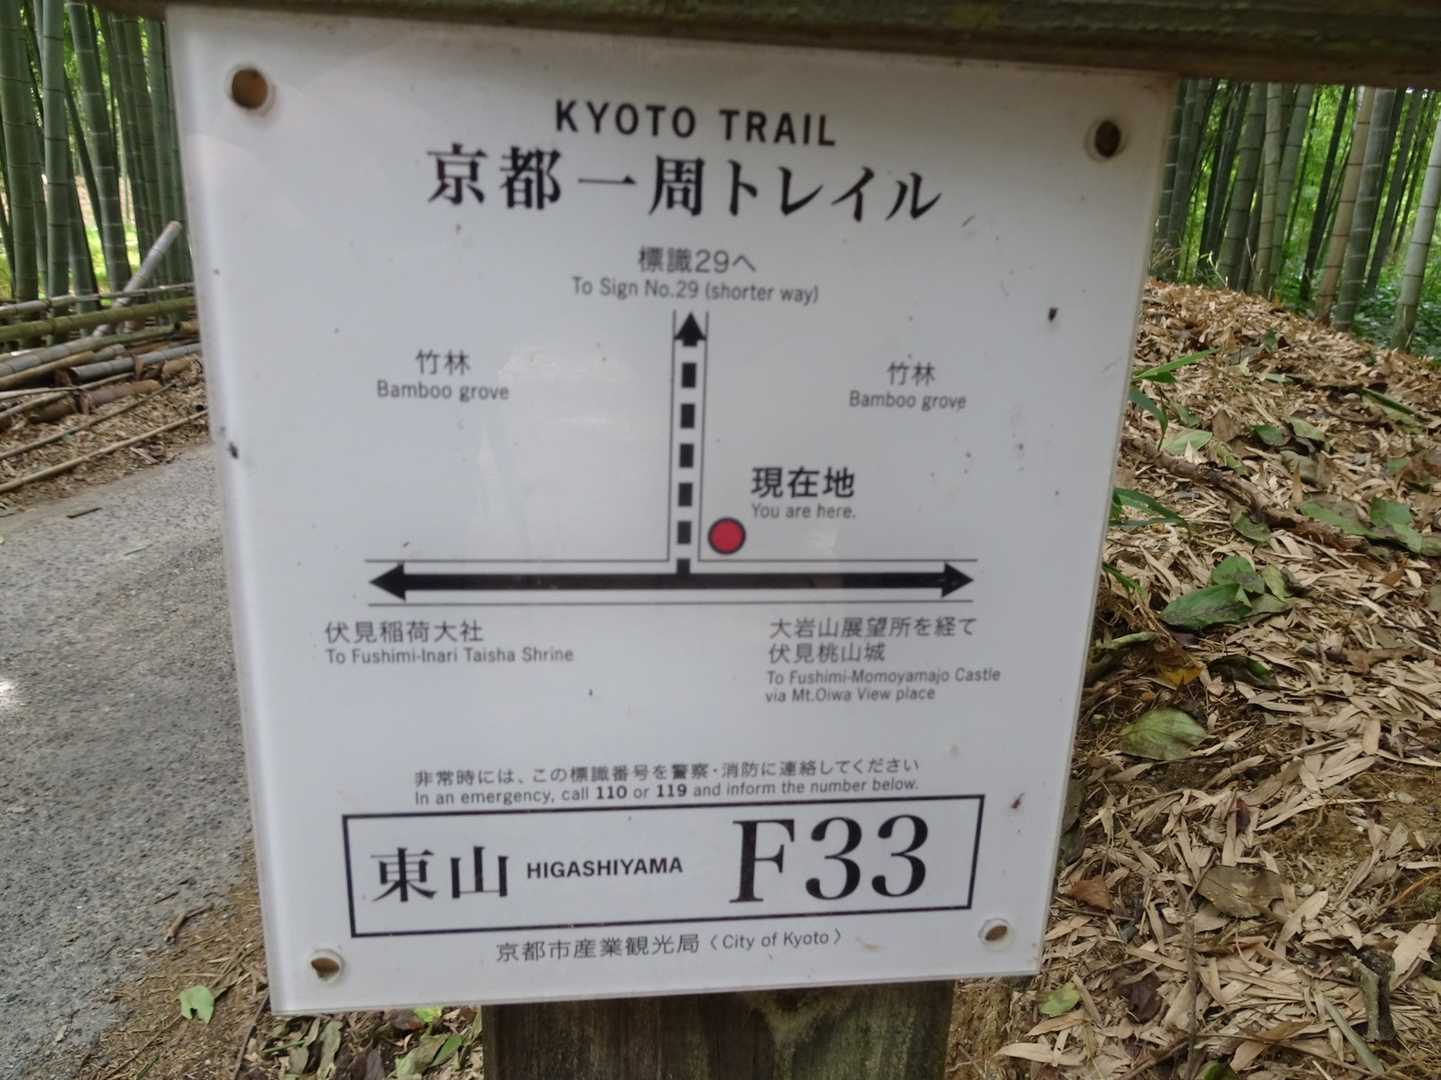 KYOTO TRAIL
京都一周トレイル
標識29へ
To Sign No.29 (shorter way)
竹林
Bamboo grove
竹林
Bamboo grove
現在地
You are here.
伏見稲荷大社
To Fushimi-Inari Taisha Shrine
大岩山展望所を経て
伏見桃山城
To Fushimi-Momoyamajo Castle
via Mt.Oiwa View place
非常時には、この標識番号を警察・消防に連絡してください
In an emergency, call 110 or 119 and inform the number below.
東山 HIGASHIYAMA F33
京都市産業観光局〈City of Kyoto〉